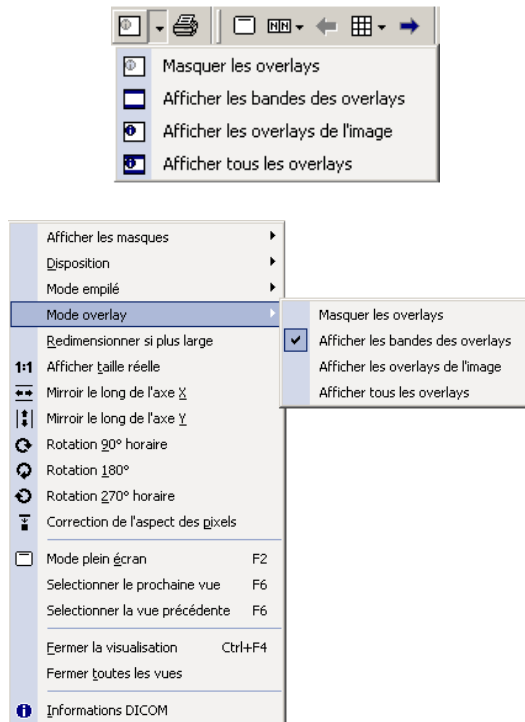 Masquer les overlays
Afficher les bandes des overlays
Afficher les overlays de l'image
Afficher tous les overlays
Afficher les masques
Disposition
Mode empilé
Mode overlay
Redimensionner si plus large
1:1 Afficher taille réelle
Mirroir le long de l'axe X
Mirroir le long de l'axe Y
Rotation 90° horaire
Rotation 180°
Rotation 270° horaire
Correction de l'aspect des pixels
Mode plein écran F2
Selectionner le prochaine vue F6
Selectionner la vue précédente F6
Fermer la visualisation Ctrl+F4
Fermer toutes les vues
Informations DICOM
Masquer les overlays
Afficher les bandes des overlays
Afficher les overlays de l'image
Afficher tous les overlays